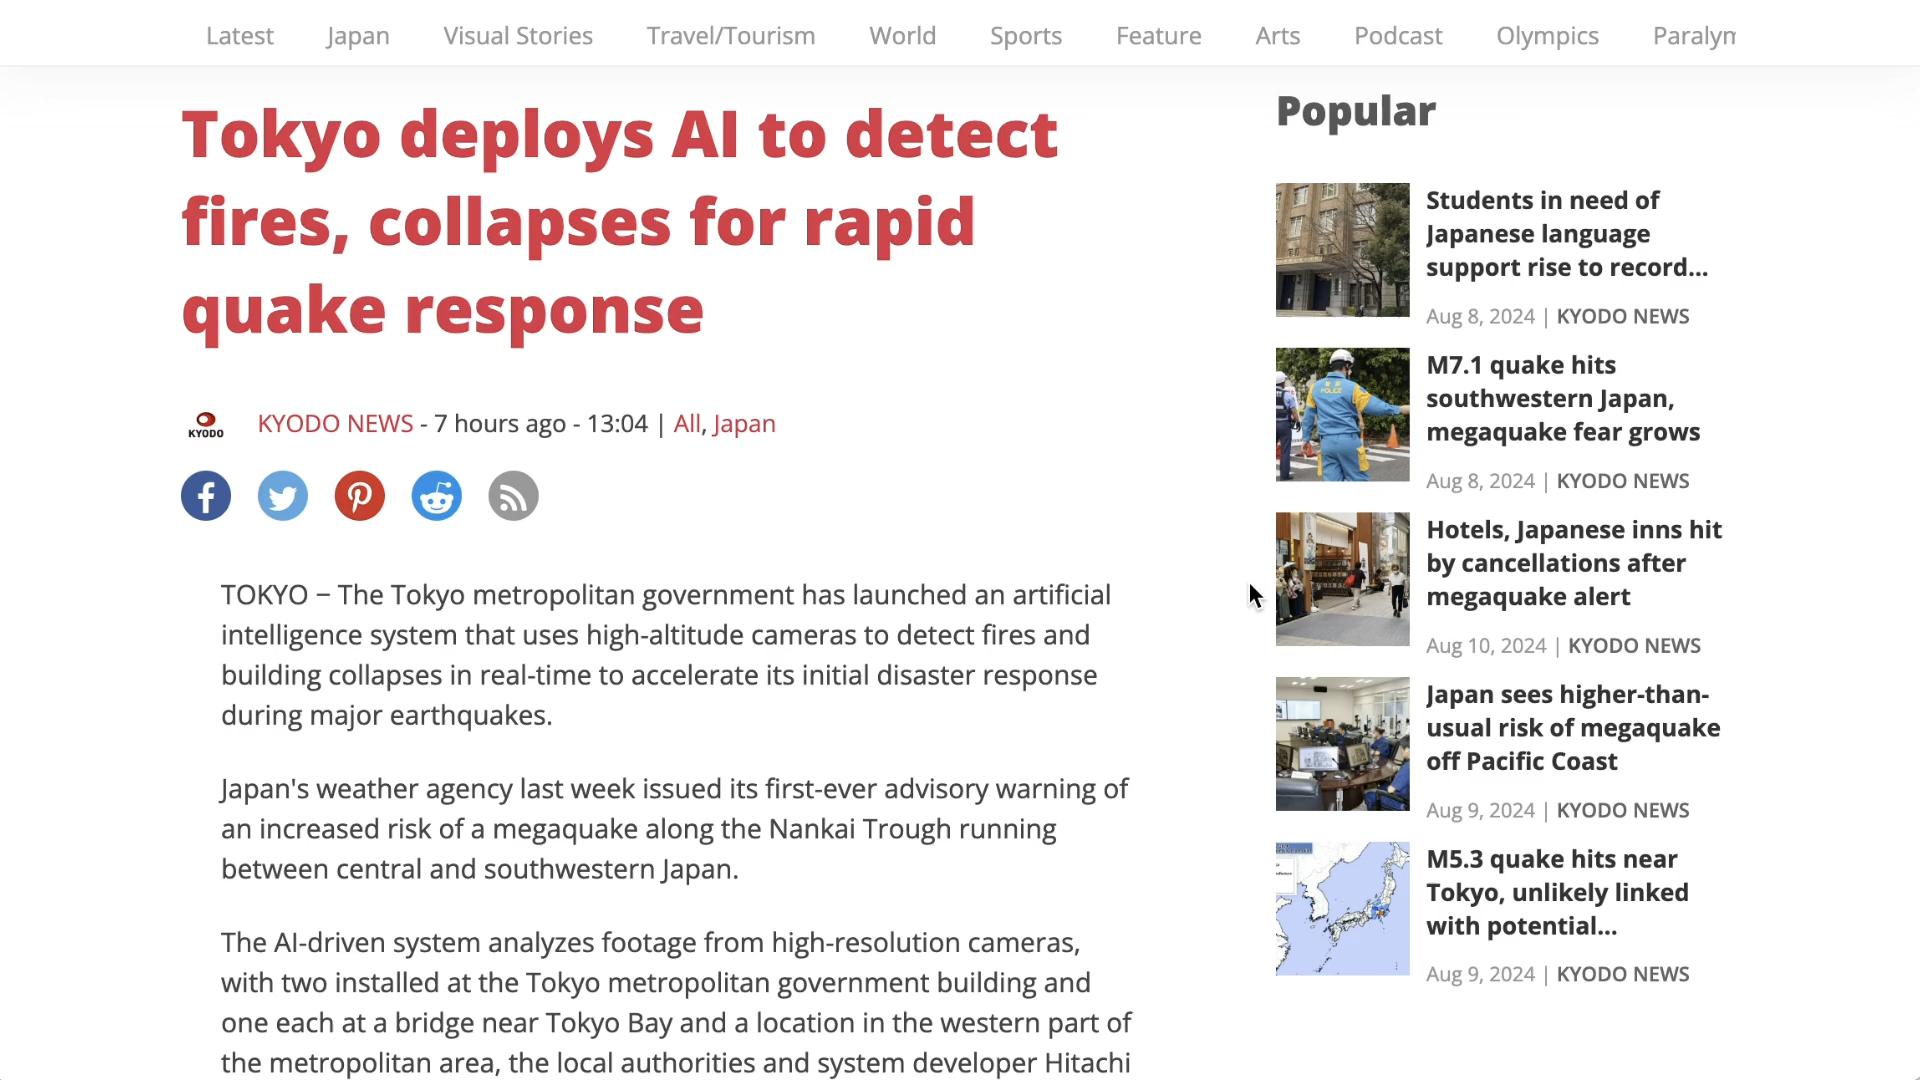 Latest Japan Visual Stories Travel/Tourism World Sports Feature Arts Podcast Olympics Paralym
Tokyo deploys AI to detect
fires, collapses for rapid
quake response
KYODO
KYODO NEWS - 7 hours ago - 13:04 | All, Japan
TOKYO – The Tokyo metropolitan government has launched an artificial
intelligence system that uses high-altitude cameras to detect fires and
building collapses in real-time to accelerate its initial disaster response
during major earthquakes.
Japan's weather agency last week issued its first-ever advisory warning of
an increased risk of a megaquake along the Nankai Trough running
between central and southwestern Japan.
The AI-driven system analyzes footage from high-resolution cameras,
with two installed at the Tokyo metropolitan government building and
one each at a bridge near Tokyo Bay and a location in the western part of
the metropolitan area, the local authorities and system developer Hitachi
Popular
Students in need of
Japanese language
support rise to record...
Aug 8, 2024 | KYODO NEWS
POLICE
M7.1 quake hits
southwestern Japan,
megaquake fear grows
Aug 8, 2024 | KYODO NEWS
Hotels, Japanese inns hit
by cancellations after
megaquake alert
Aug 10, 2024 | KYODO NEWS
Japan sees higher-than-
usual risk of megaquake
off Pacific Coast
Aug 9, 2024 | KYODO NEWS
M5.3 quake hits near
Tokyo, unlikely linked
with potential...
Aug 9, 2024 | KYODO NEWS